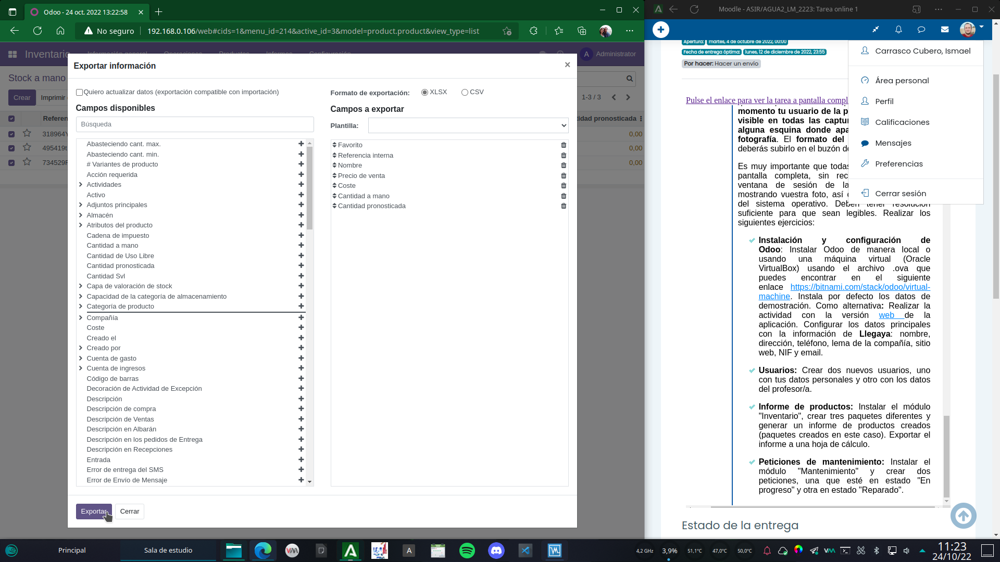 Odoo - 24 oct. 2022 13:22:58
No seguro
192.168.0.106/web#cids=1&menu_id=214&active_id=3&model=product.product&view_type=list
Inventario
Información general
Operaciones
Productos
Informes
Configuración
A
Administrator
Stock a mano
Crear
Imprimir
1-3 / 3
Referen
tidad pronosticada
318964Y
0,00
495419t
0,00
734529F
0,00
Exportar información
×
Quiero actualizar datos (exportación compatible con importación)
Campos disponibles
Búsqueda
Abasteciendo cant. max.
Abasteciendo cant. min.
# Variantes de producto
Acción requerida
Actividades
Activo
Adjuntos principales
Almacén
Atributos del producto
Cadena de impuesto
Cantidad a mano
Cantidad de Uso Libre
Cantidad pronosticada
Cantidad Svl
Capa de valoración de stock
Capacidad de la categoría de almacenamiento
Categoría de producto
Compañía
Coste
Creado el
Creado por
Cuenta de gasto
Cuenta de ingresos
Código de barras
Decoración de Actividad de Excepción
Descripción
Descripción de compra
Descripción de Ventas
Descripción en Albarán
Descripción en los pedidos de Entrega
Descripción en Recepciones
Entrada
Error de entrega del SMS
Error de Envío de Mensaje
Formato de exportación:
XLSX
CSV
Campos a exportar
Plantilla:
Favorito
Referencia interna
Nombre
Precio de venta
Coste
Cantidad a mano
Cantidad pronosticada
Exportar
Cerrar
Moodle - ASIR/AGUA2_LM_2223: Tarea online 1
Apertura: martes, 4 de octubre de 2022, 00:00
Fecha de entrega óptima: lunes, 12 de diciembre de 2022, 23:55
Por hacer: Hacer un envío
Carrasco Cubero, Ismael
Área personal
Perfil
Calificaciones
Mensajes
Preferencias
Cerrar sesión
Pulse el enlace para ver la tarea a pantalla compl
momento tu usuario de la p
visible en todas las captur
alguna esquina donde apa
fotografía. El formato del
deberás subirlo en el buzón de
Es muy importante que todas
pantalla completa, sin rec
ventana de sesión de la
mostrando vuestra foto, así
del sistema operativo. Deben tener resolución
suficiente para que sean legibles. Realizar los
siguientes ejercicios:
Instalación y configuración de
Odoo: Instalar Odoo de manera local o
usando una máquina virtual (Oracle
VirtualBox) usando el archivo .ova que
puedes encontrar en el siguiente
enlace https://bitnami.com/stack/odoo/virtual-
machine. Instala por defecto los datos de
demostración. Como alternativa: Realizar la
actividad con la versión web de la
aplicación. Configurar los datos principales
con la información de Llegaya: nombre,
dirección, teléfono, lema de la compañía, sitio
web, NIF y email.
Usuarios: Crear dos nuevos usuarios, uno
con tus datos personales y otro con los datos
del profesor/a.
Informe de productos: Instalar el módulo
"Inventario", crear tres paquetes diferentes y
generar un informe de productos creados
(paquetes creados en este caso). Exportar el
informe a una hoja de cálculo.
Peticiones de mantenimiento: Instalar el
módulo "Mantenimiento" y crear dos
peticiones, una que esté en estado "En
progreso" y otra en estado "Reparado".
Estado de la entrega
Principal
Sala de estudio
4,2 GHz
3,9%
51,1°C
47,0°C
50,0°C
11:23
24/10/22